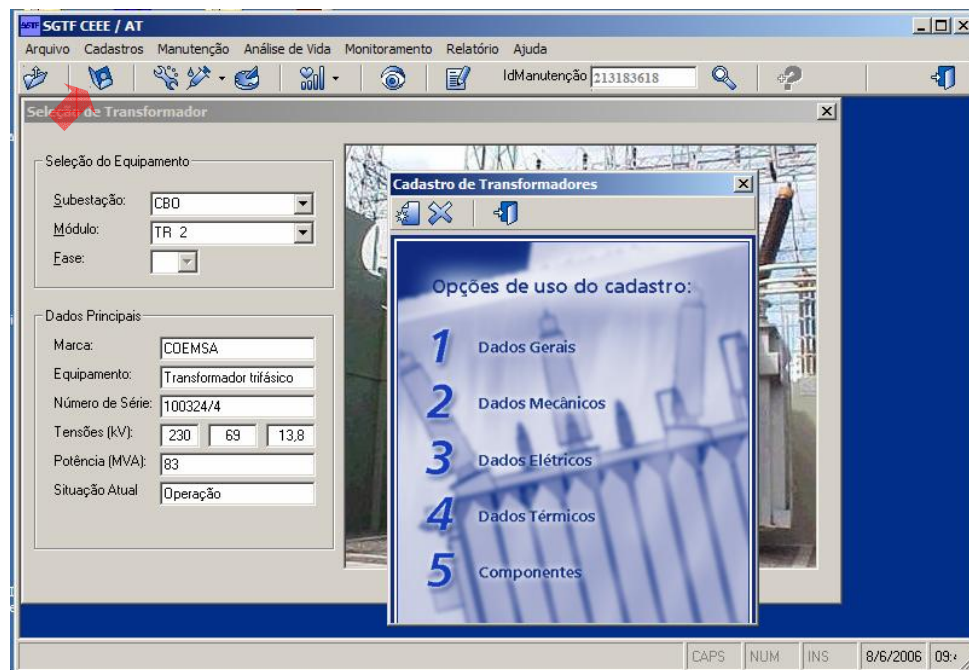 SGTF CEEE / AT
Arquivo Cadastros Manutenção Análise de Vida Monitoramento Relatório Ajuda
IdManutenção 213183618
Seleção de Transformador
Seleção do Equipamento
Subestação: CBO
Módulo: TR 2
Fase:
Dados Principais
Marca: COEMSA
Equipamento: Transformador trifásico
Número de Série: 100324/4
Tensões (kV): 230 69 13,8
Potência (MVA): 83
Situação Atual Operação
Cadastro de Transformadores
Opções de uso do cadastro:
1 Dados Gerais
2 Dados Mecânicos
3 Dados Elétricos
4 Dados Térmicos
5 Componentes
CAPS NUM INS 8/6/2006 09: